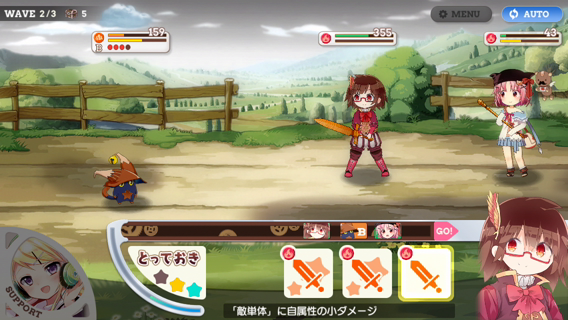 WAVE 2/3 5
MENU
AUTO
159
B
355
43
GO!
B
とっておき
SUPPORT
「敵単体」に自属性の小ダメージ